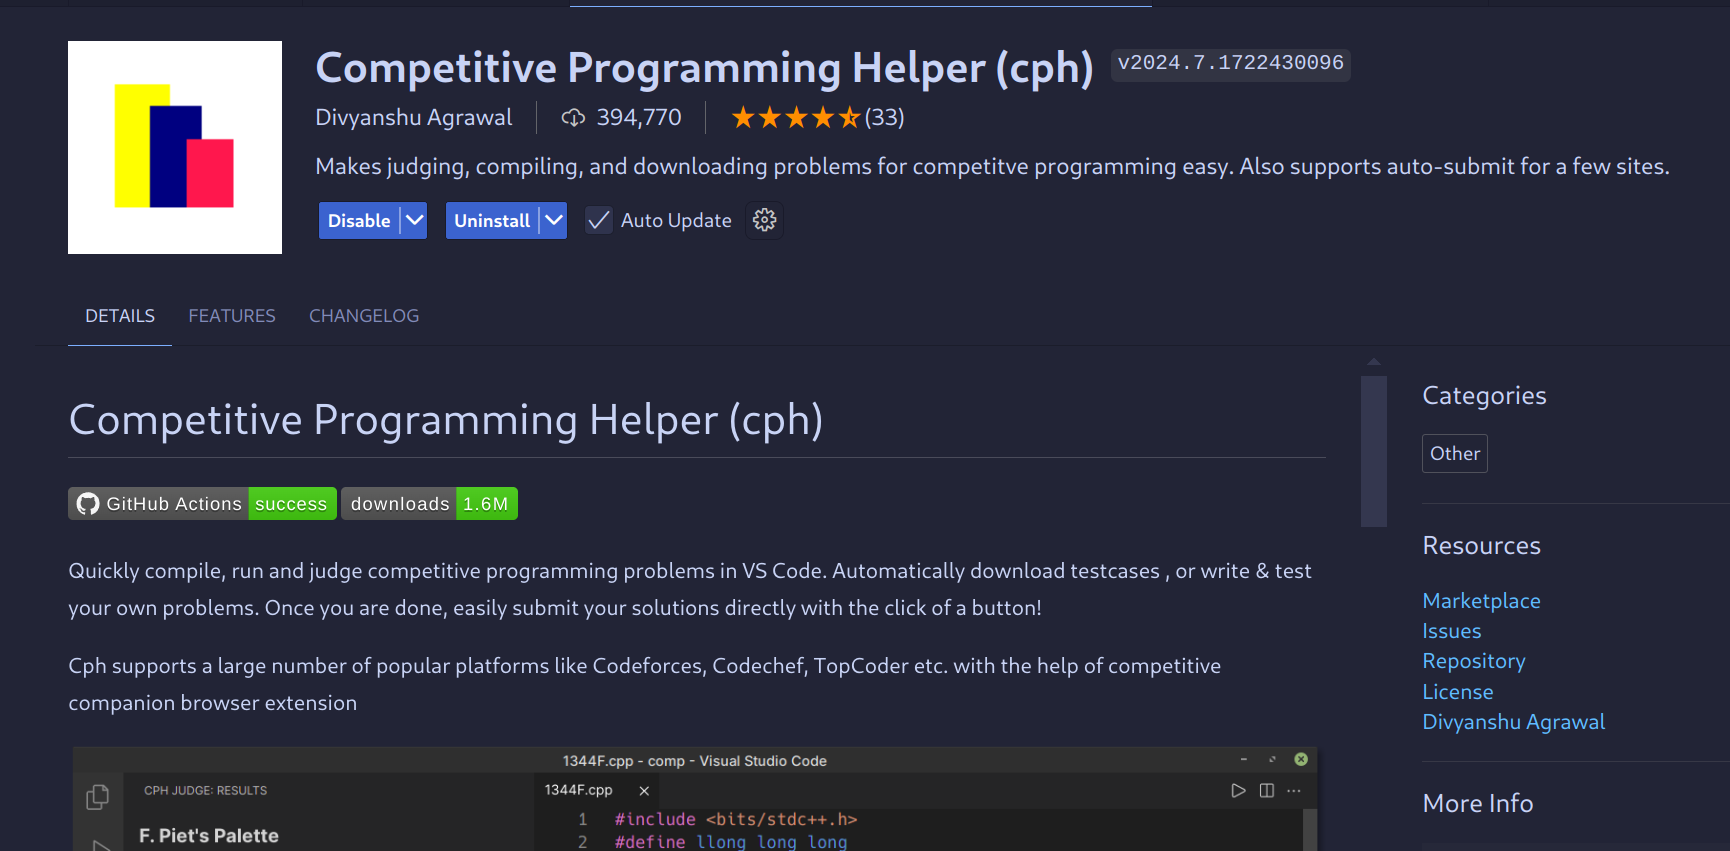 Competitive Programming Helper (cph) v2024.7.1722430096
Divyanshu Agrawal 394,770 (33)
Makes judging, compiling, and downloading problems for competitve programming easy. Also supports auto-submit for a few sites.
Disable Uninstall Auto Update
DETAILS FEATURES CHANGELOG
Competitive Programming Helper (cph)
GitHub Actions success downloads 1.6M
Quickly compile, run and judge competitive programming problems in VS Code. Automatically download testcases , or write & test
your own problems. Once you are done, easily submit your solutions directly with the click of a button!
Cph supports a large number of popular platforms like Codeforces, Codechef, TopCoder etc. with the help of competitive
companion browser extension
1344F.cpp - comp - Visual Studio Code
CPH JUDGE: RESULTS
1344F.cpp
F. Piet's Palette
1 #include <bits/stdc++.h>
2 #define llong long long
Categories
Other
Resources
Marketplace
Issues
Repository
License
Divyanshu Agrawal
More Info